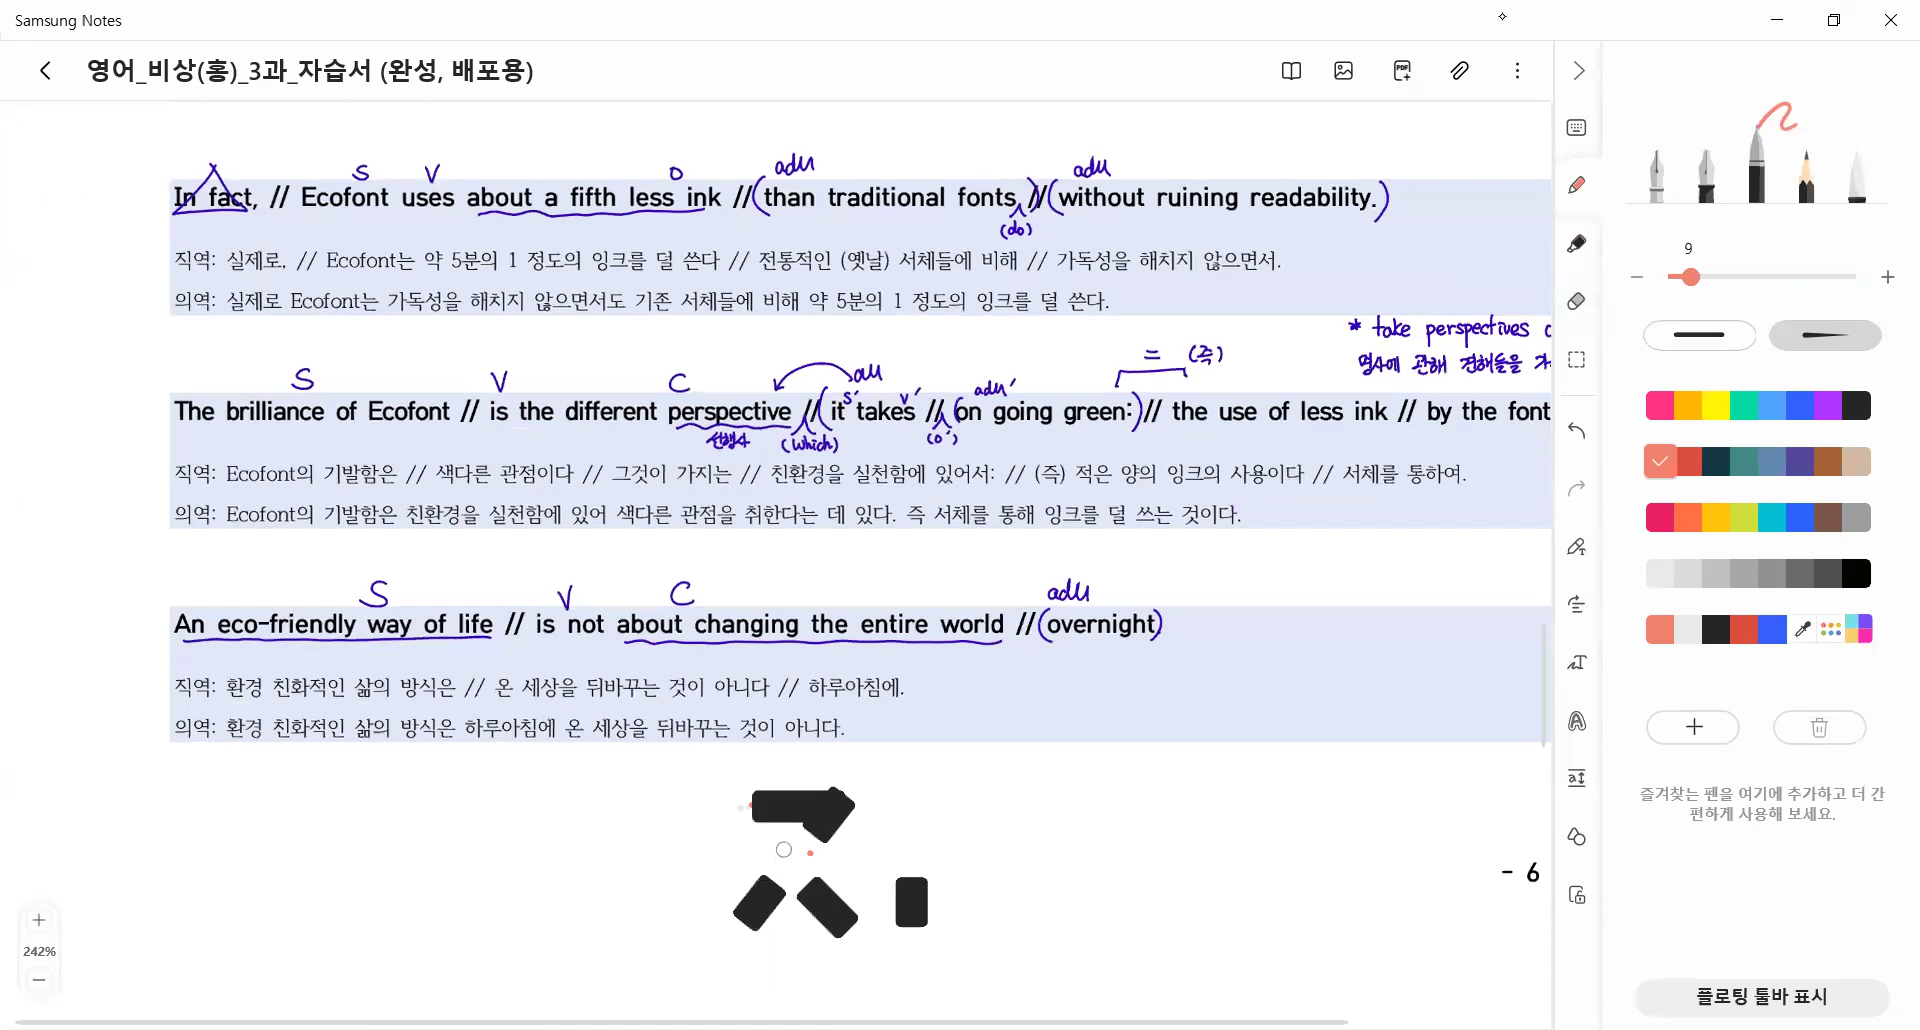 Samsung Notes
영어_비상(홍)_3과_자습서 (완성, 배포용)
S V O adv adv
In fact, // Ecofont uses about a fifth less ink // (than traditional fonts,) // (without ruining readability.)
(do)
직역: 실제로, // Ecofont는 약 5분의 1 정도의 잉크를 덜 쓴다 // 전통적인 (옛날) 서체들에 비해 // 가독성을 해치지 않으면서.
의역: 실제로 Ecofont는 가독성을 해치지 않으면서도 기존 서체들에 비해 약 5분의 1 정도의 잉크를 덜 쓴다.
* take perspectives
명사에 관해 견해들을
= (즉)
S V C S' V' adv'
The brilliance of Ecofont // is the different perspective // (it takes // (on going green:) // the use of less ink // by the font
선행사 (which) (o')
직역: Ecofont의 기발함은 // 색다른 관점이다 // 그것이 가지는 // 친환경을 실천함에 있어서: // (즉) 적은 양의 잉크의 사용이다 // 서체를 통하여.
의역: Ecofont의 기발함은 친환경을 실천함에 있어 색다른 관점을 취한다는 데 있다. 즉 서체를 통해 잉크를 덜 쓰는 것이다.
S V C adv
An eco-friendly way of life // is not about changing the entire world // (overnight)
직역: 환경 친화적인 삶의 방식은 // 온 세상을 뒤바꾸는 것이 아니다 // 하루아침에.
의역: 환경 친화적인 삶의 방식은 하루아침에 온 세상을 뒤바꾸는 것이 아니다.
- 6
242%
9
즐겨찾는 펜을 여기에 추가하고 더 간
편하게 사용해 보세요.
플로팅 툴바 표시